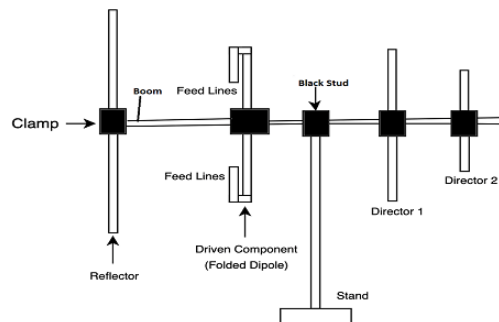 Boom
Black Stud
Feed Lines
Clamp
Feed Lines
Director 2
Director 1
Driven Component
(Folded Dipole)
Reflector
Stand